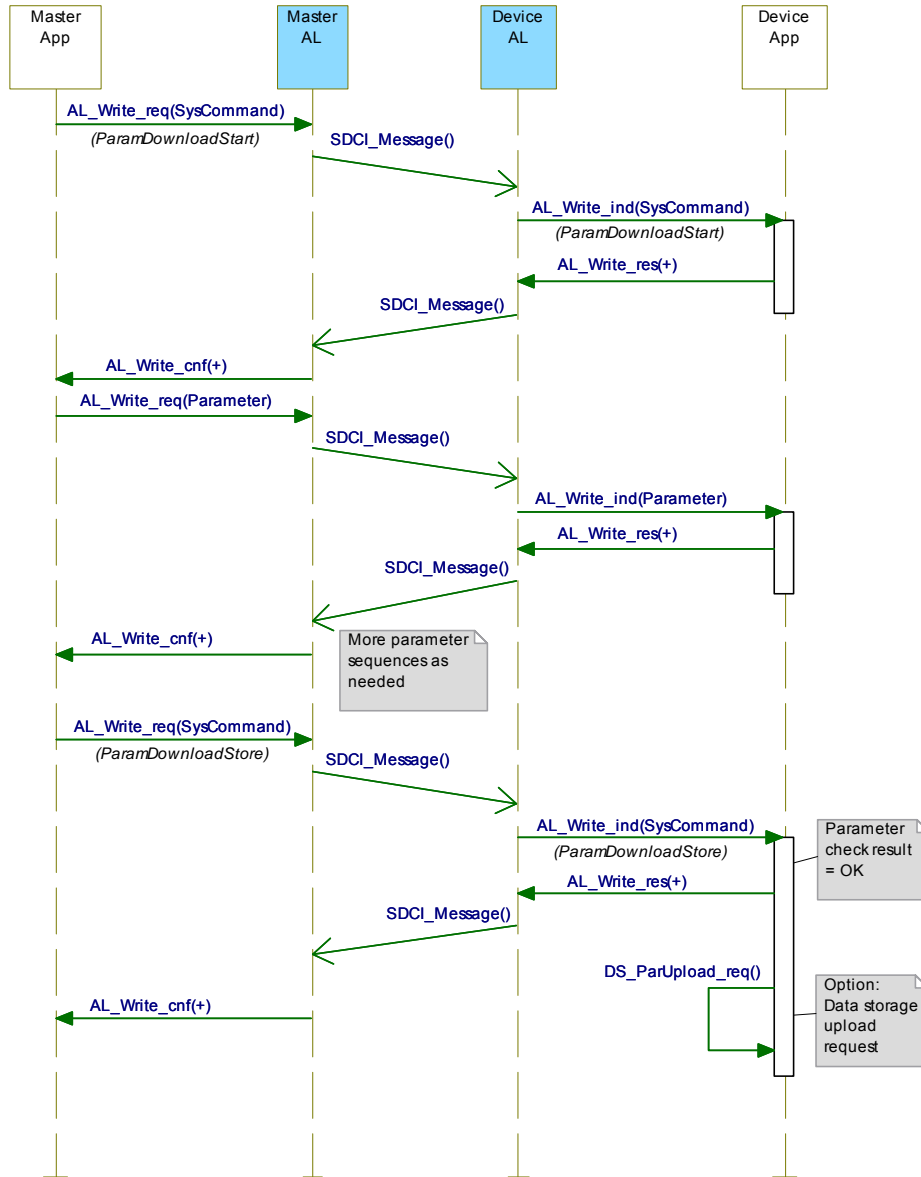 Master
App
Master
AL
Device
AL
Device
App
AL_Write_req(SysCommand)
(ParamDownloadStart)
SDCI_Message()
AL_Write_ind(SysCommand)
(ParamDownloadStart)
AL_Write_res(+)
SDCI_Message()
AL_Write_cnf(+)
AL_Write_req(Parameter)
SDCI_Message()
AL_Write_ind(Parameter)
AL_Write_res(+)
SDCI_Message()
AL_Write_cnf(+)
More parameter
sequences as
needed
AL_Write_req(SysCommand)
(ParamDownloadStore)
SDCI_Message()
AL_Write_ind(SysCommand)
(ParamDownloadStore)
Parameter
check result
= OK
AL_Write_res(+)
SDCI_Message()
DS_ParUpload_req()
Option:
Data storage
upload
request
AL_Write_cnf(+)